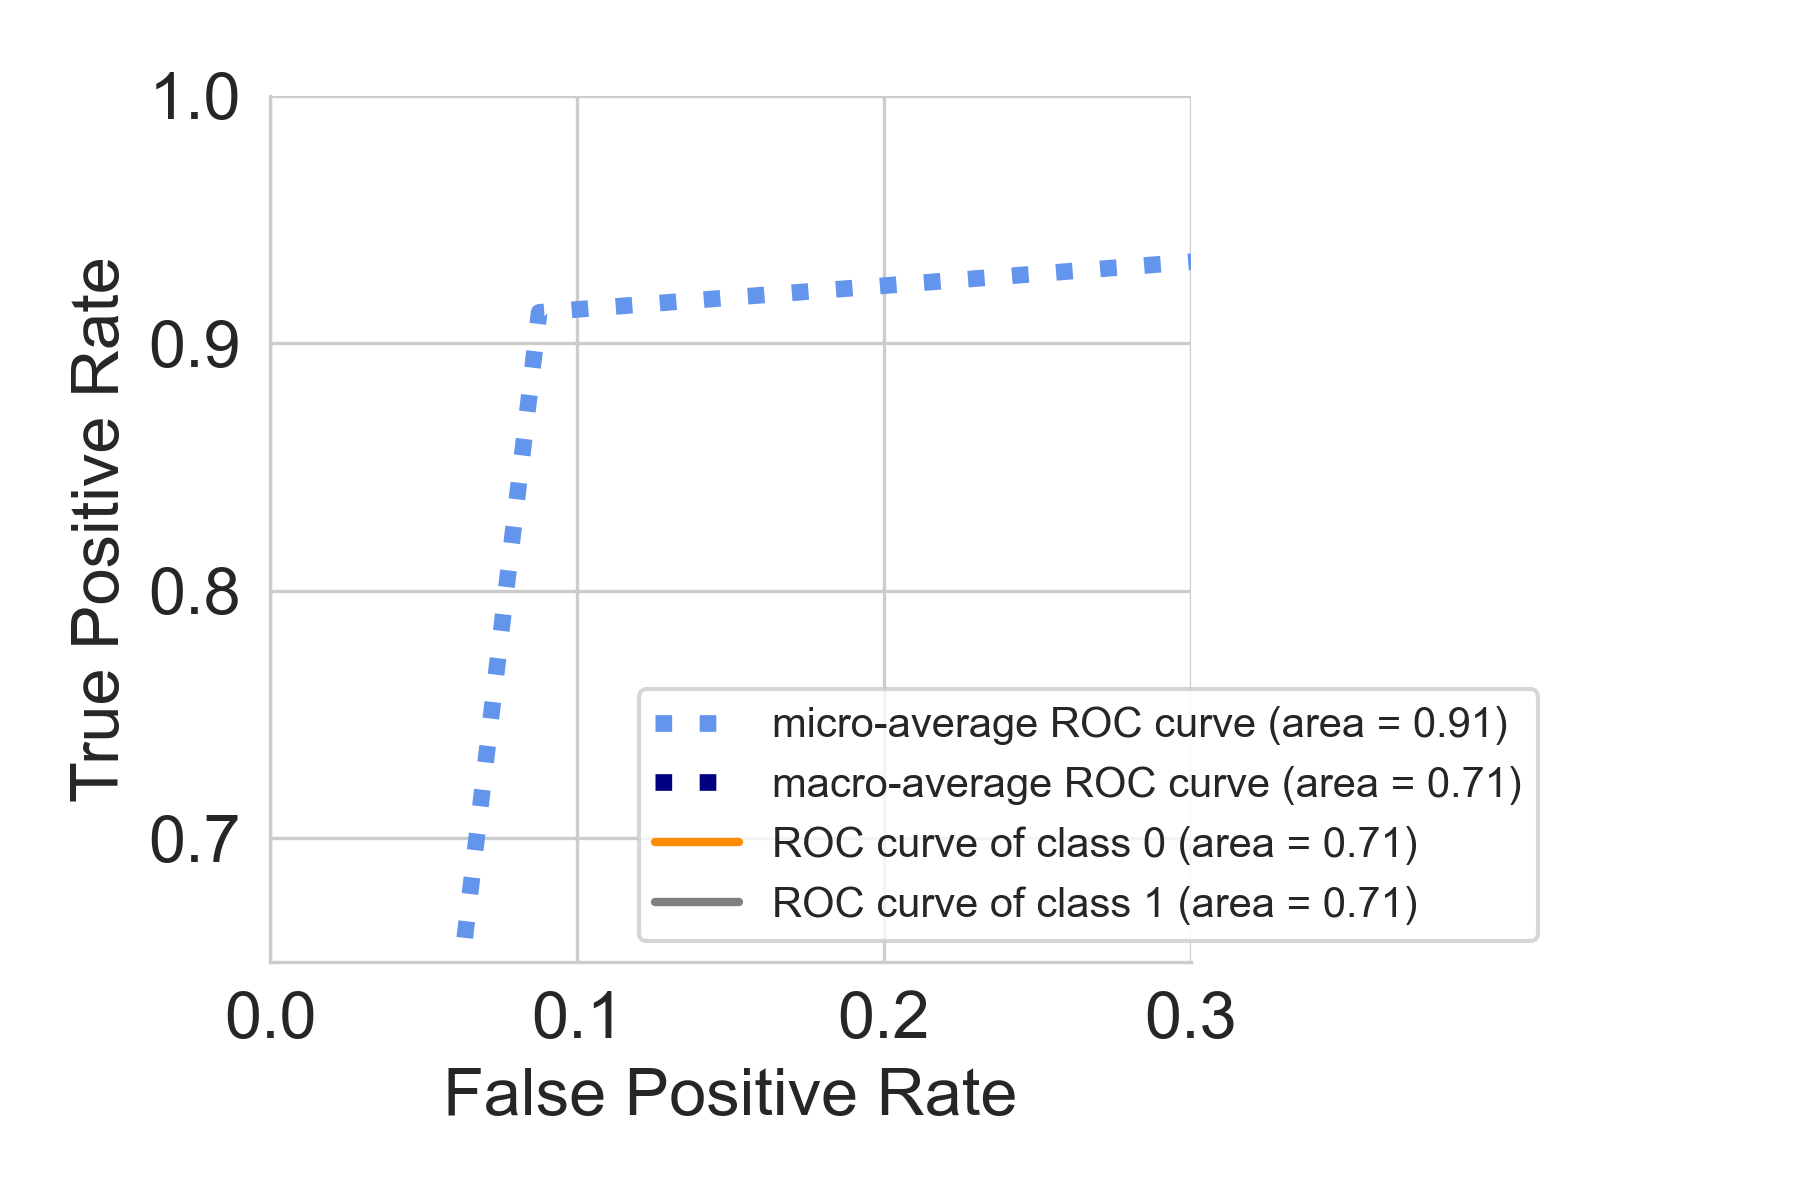 1.0
0.9
0.8
0.7
True Positive Rate
micro-average ROC curve (area = 0.91)
macro-average ROC curve (area = 0.71)
ROC curve of class 0 (area = 0.71)
ROC curve of class 1 (area = 0.71)
0.0 0.1 0.2 0.3
False Positive Rate